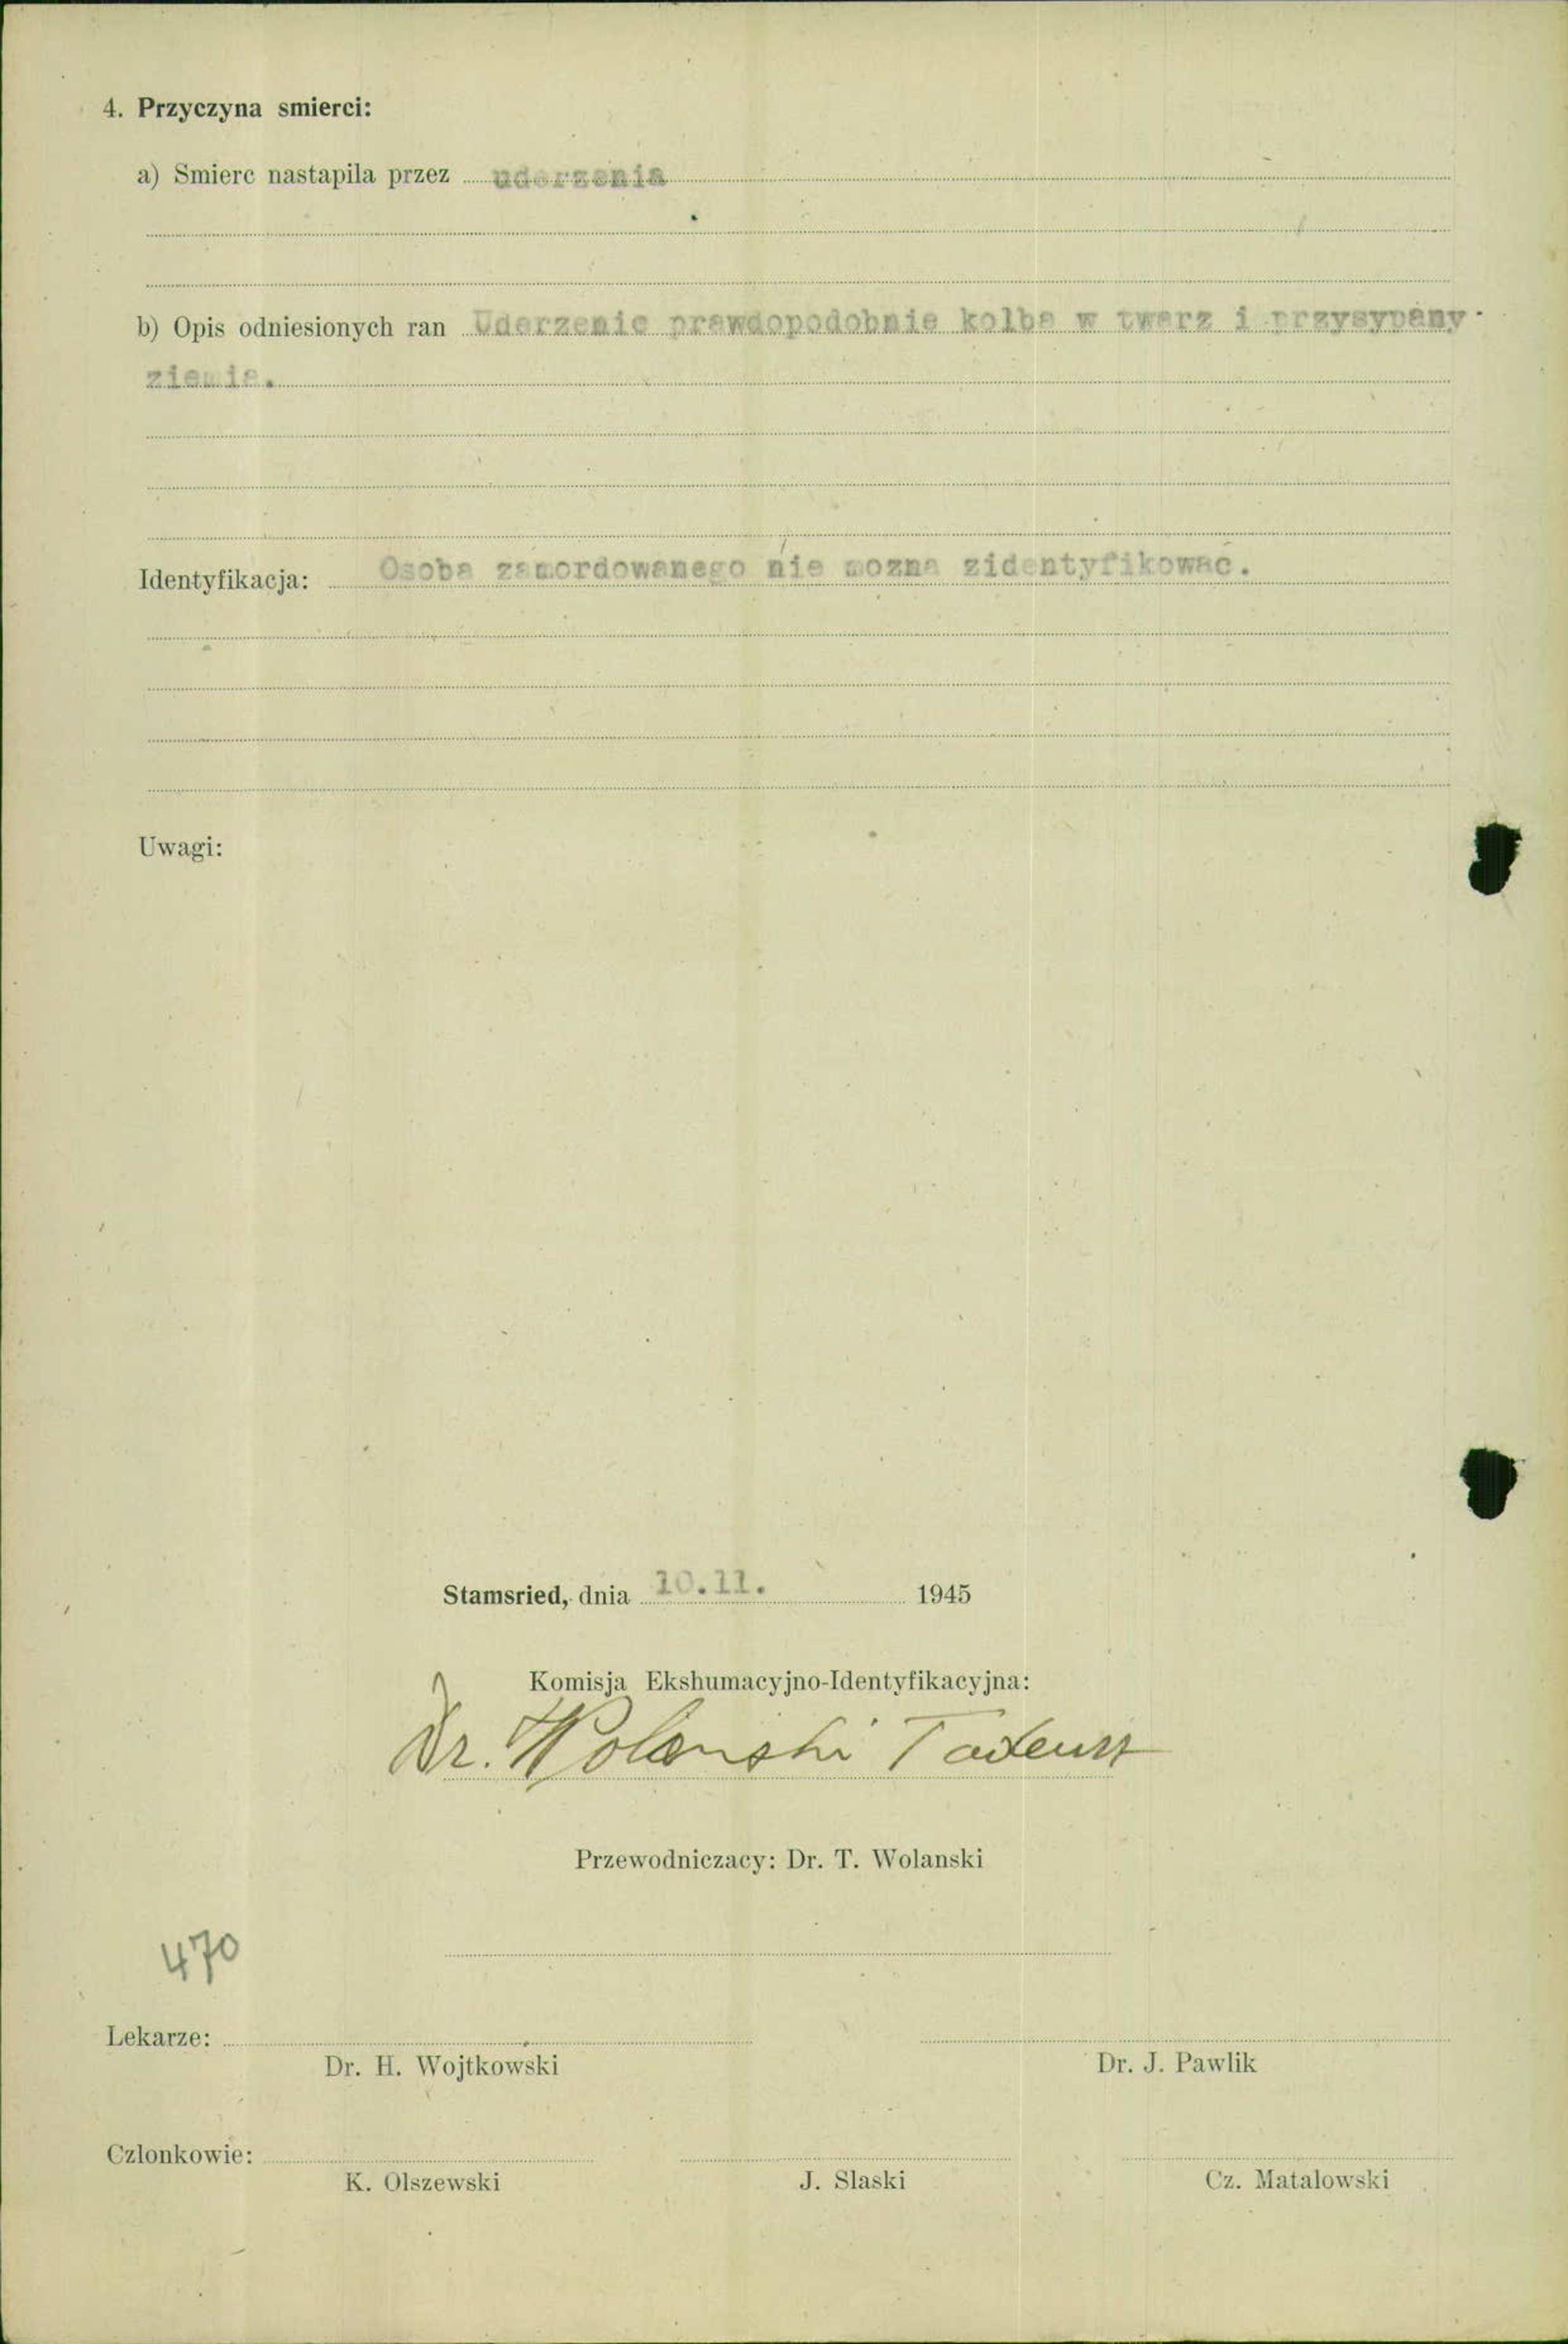 4. Przyczyna smierci:
a) Smierc nastapila przez uderzenia
b) Opis odniesionych ran Uderzenie prawdopodobnie kolba w twarz i przysypany
ziemia.
Identyfikacja: Osoba zamordowanego nie mozna zidentyfikowac.
Uwagi:
Stamsried, dnia 10.11. 1945
Komisja Ekshumacyjno-Identyfikacyjna:
Dr. Wolanski Tadeusz
Przewodniczacy: Dr. T. Wolanski
470
Lekarze:
Dr. H. Wojtkowski Dr. J. Pawlik
Czlonkowie:
K. Olszewski J. Slaski Cz. Matalowski